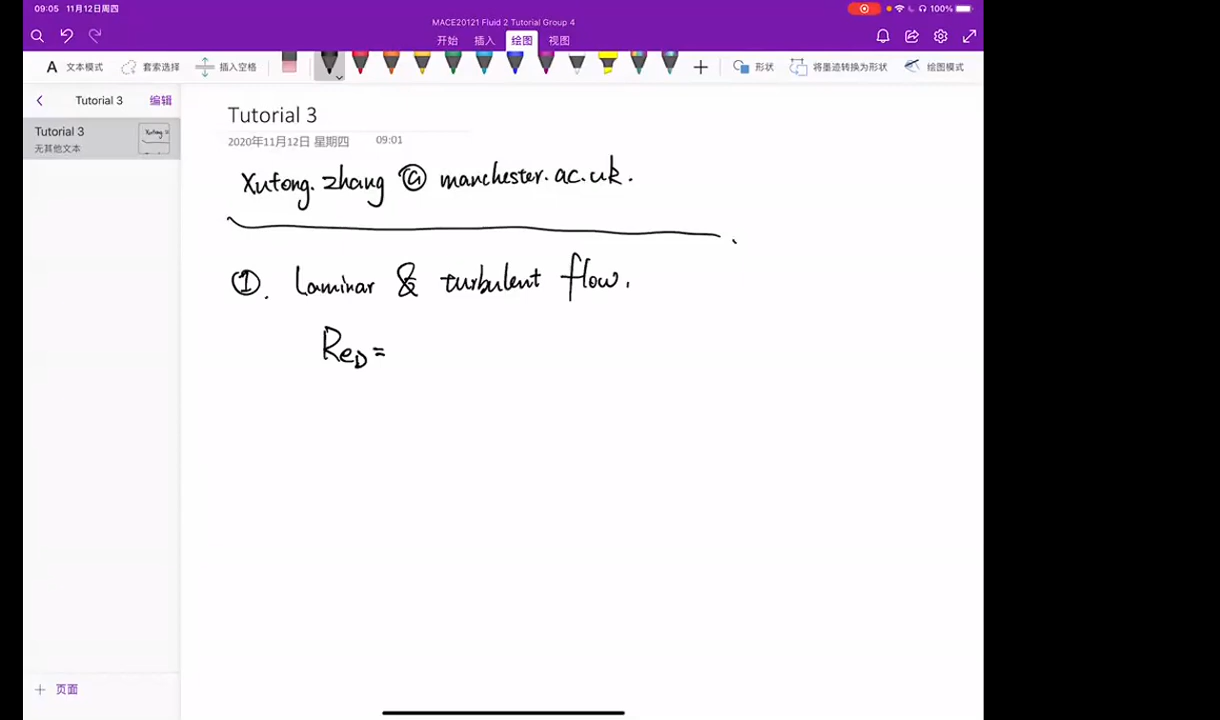 09:05 11月12日周四
100%
MACE20121 Fluid 2 Tutorial Group 4
开始 插入 绘图 视图
A 文本模式 套索选择 插入空格 形状 将墨迹转换为形状 绘图模式
Tutorial 3 编辑
Tutorial 3
无其他文本
Tutorial 3
2020年11月12日 星期四 09:01
Xutong.zhang @ manchester.ac.uk.
①. Laminar & turbulent flow.
Re_D =
页面